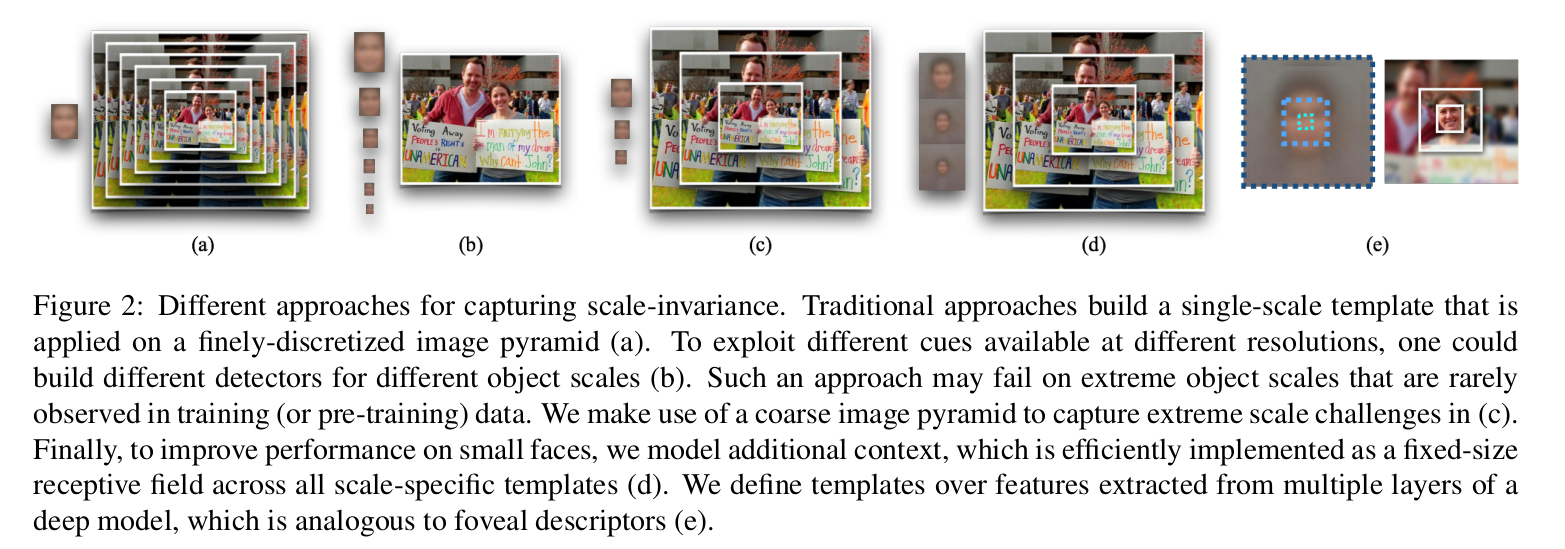 Voting Away
PEOPLE'S RIGHTS
is
UNAMERICAN
I'm marrying the
man of my dreams
Why Can't John?
(a)
(b)
(c)
(d)
(e)
Figure 2: Different approaches for capturing scale-invariance. Traditional approaches build a single-scale template that is
applied on a finely-discretized image pyramid (a). To exploit different cues available at different resolutions, one could
build different detectors for different object scales (b). Such an approach may fail on extreme object scales that are rarely
observed in training (or pre-training) data. We make use of a coarse image pyramid to capture extreme scale challenges in (c).
Finally, to improve performance on small faces, we model additional context, which is efficiently implemented as a fixed-size
receptive field across all scale-specific templates (d). We define templates over features extracted from multiple layers of a
deep model, which is analogous to foveal descriptors (e).